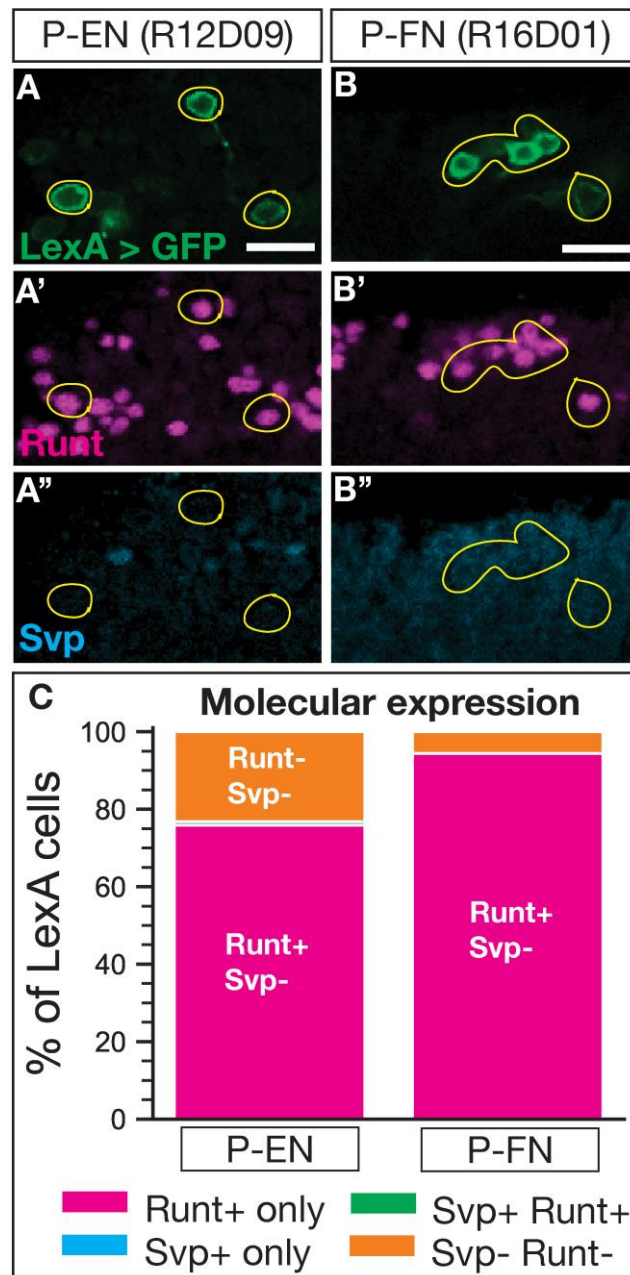 P-EN (R12D09)
P-FN (R16D01)
A
B
LexA > GFP
A'
B'
Runt
A"
B"
Svp
C
Molecular expression
% of LexA cells
100
80
60
40
20
0
Runt-
Svp-
Runt+
Svp-
Runt+
Svp-
P-EN
P-FN
Runt+ only
Svp+ Runt+
Svp+ only
Svp- Runt-